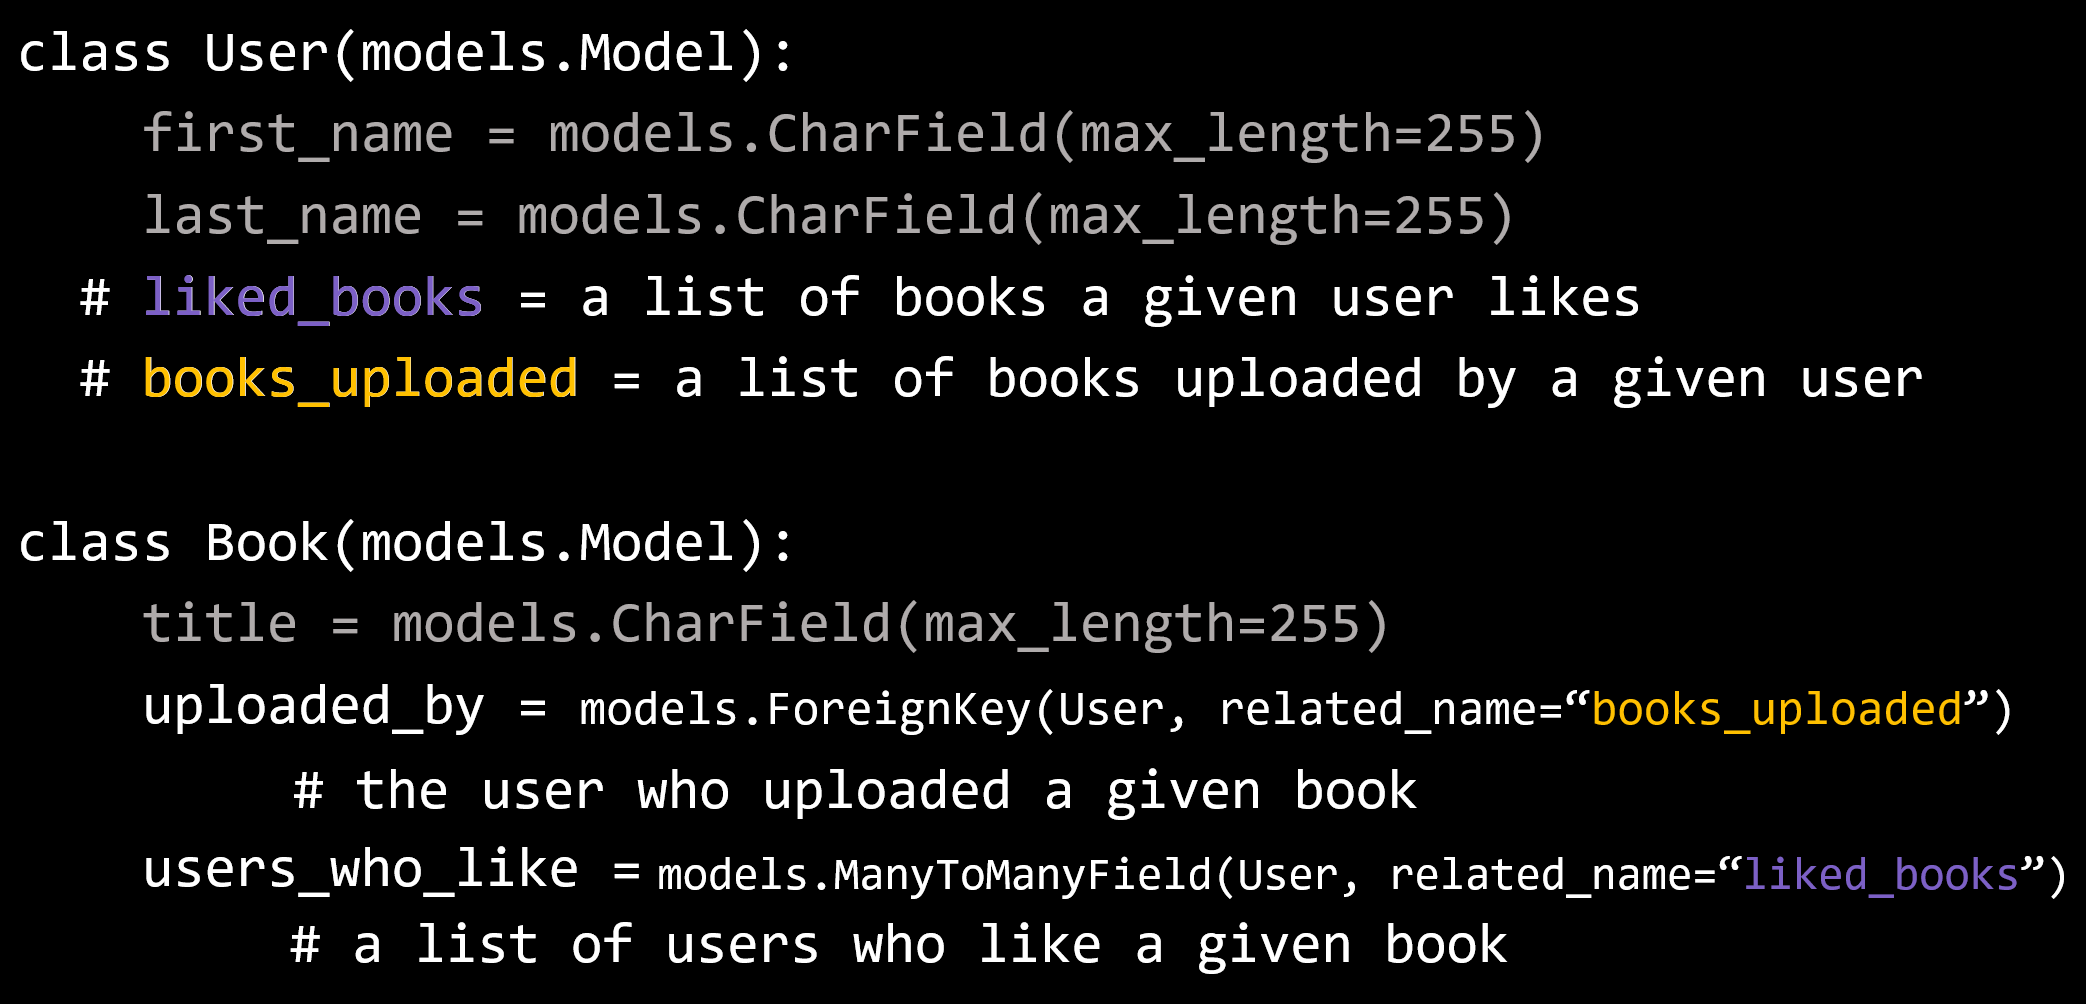 class User(models.Model):
    first_name = models.CharField(max_length=255)
    last_name = models.CharField(max_length=255)
  # liked_books = a list of books a given user likes
  # books_uploaded = a list of books uploaded by a given user
class Book(models.Model):
    title = models.CharField(max_length=255)
    uploaded_by = models.ForeignKey(User, related_name=“books_uploaded”)
        # the user who uploaded a given book
    users_who_like = models.ManyToManyField(User, related_name=“liked_books”)
        # a list of users who like a given book